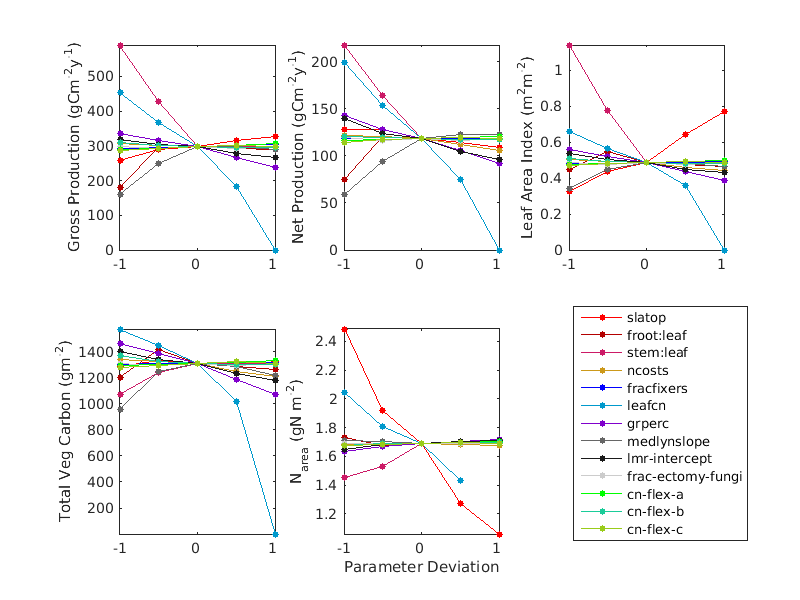 Gross Production (gCm⁻²y⁻¹)
500
400
300
200
100
0
-1 0 1
Net Production (gCm⁻²y⁻¹)
200
150
100
50
0
-1 0 1
Leaf Area Index (m²m⁻²)
1
0.8
0.6
0.4
0.2
0
-1 0 1
Total Veg Carbon (gm⁻²)
1400
1200
1000
800
600
400
200
-1 0 1
N_area (gN m⁻²)
2.4
2.2
2
1.8
1.6
1.4
1.2
-1 0 1
Parameter Deviation
slatop
froot:leaf
stem:leaf
ncosts
fracfixers
leafcn
grperc
medlynslope
lmr-intercept
frac-ectomy-fungi
cn-flex-a
cn-flex-b
cn-flex-c